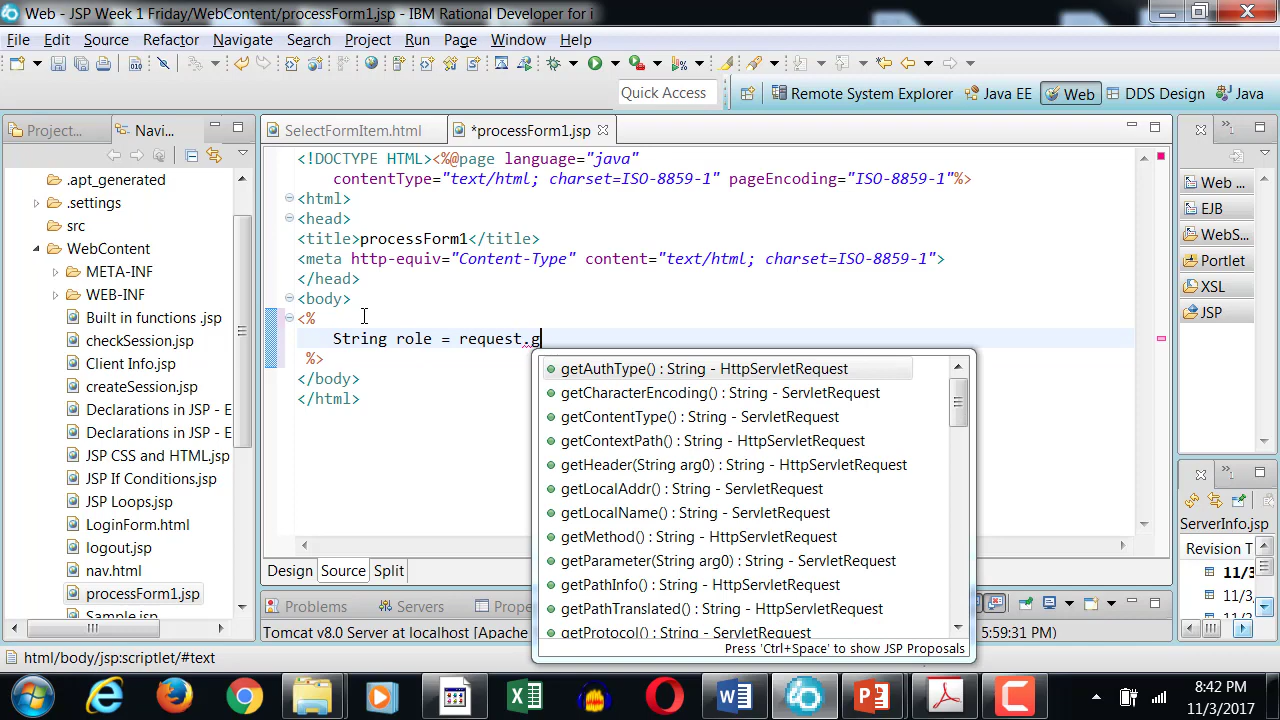 Web - JSP Week 1 Friday/WebContent/processForm1.jsp - IBM Rational Developer for i
File Edit Source Refactor Navigate Search Project Run Page Window Help
Quick Access Remote System Explorer Java EE Web DDS Design Java
Project... Navi... SelectFormItem.html *processForm1.jsp
.apt_generated
.settings
src
WebContent
META-INF
WEB-INF
Built in functions .jsp
checkSession.jsp
Client Info.jsp
createSession.jsp
Declarations in JSP - E
Declarations in JSP - E
JSP CSS and HTML.jsp
JSP If Conditions.jsp
JSP Loops.jsp
LoginForm.html
logout.jsp
nav.html
processForm1.jsp
Sample.jsp
<!DOCTYPE HTML><%@page language="java"
contentType="text/html; charset=ISO-8859-1" pageEncoding="ISO-8859-1"%>
<html>
<head>
<title>processForm1</title>
<meta http-equiv="Content-Type" content="text/html; charset=ISO-8859-1">
</head>
<body>
<%
String role = request.g
%>
</body>
</html>
getAuthType() : String - HttpServletRequest
getCharacterEncoding() : String - ServletRequest
getContentType() : String - ServletRequest
getContextPath() : String - HttpServletRequest
getHeader(String arg0) : String - HttpServletRequest
getLocalAddr() : String - ServletRequest
getLocalName() : String - ServletRequest
getMethod() : String - HttpServletRequest
getParameter(String arg0) : String - ServletRequest
getPathInfo() : String - HttpServletRequest
getPathTranslated() : String - HttpServletRequest
getProtocol() : String - ServletRequest
Press 'Ctrl+Space' to show JSP Proposals
Design Source Split
Problems Servers Prope
Tomcat v8.0 Server at localhost [Apache 5:59:31 PM)
Web ...
EJB
WebS...
Portlet
XSL
JSP
ServerInfo.jsp
Revision T
11/3
11/3,
html/body/jsp:scriptlet/#text
8:42 PM
11/3/2017